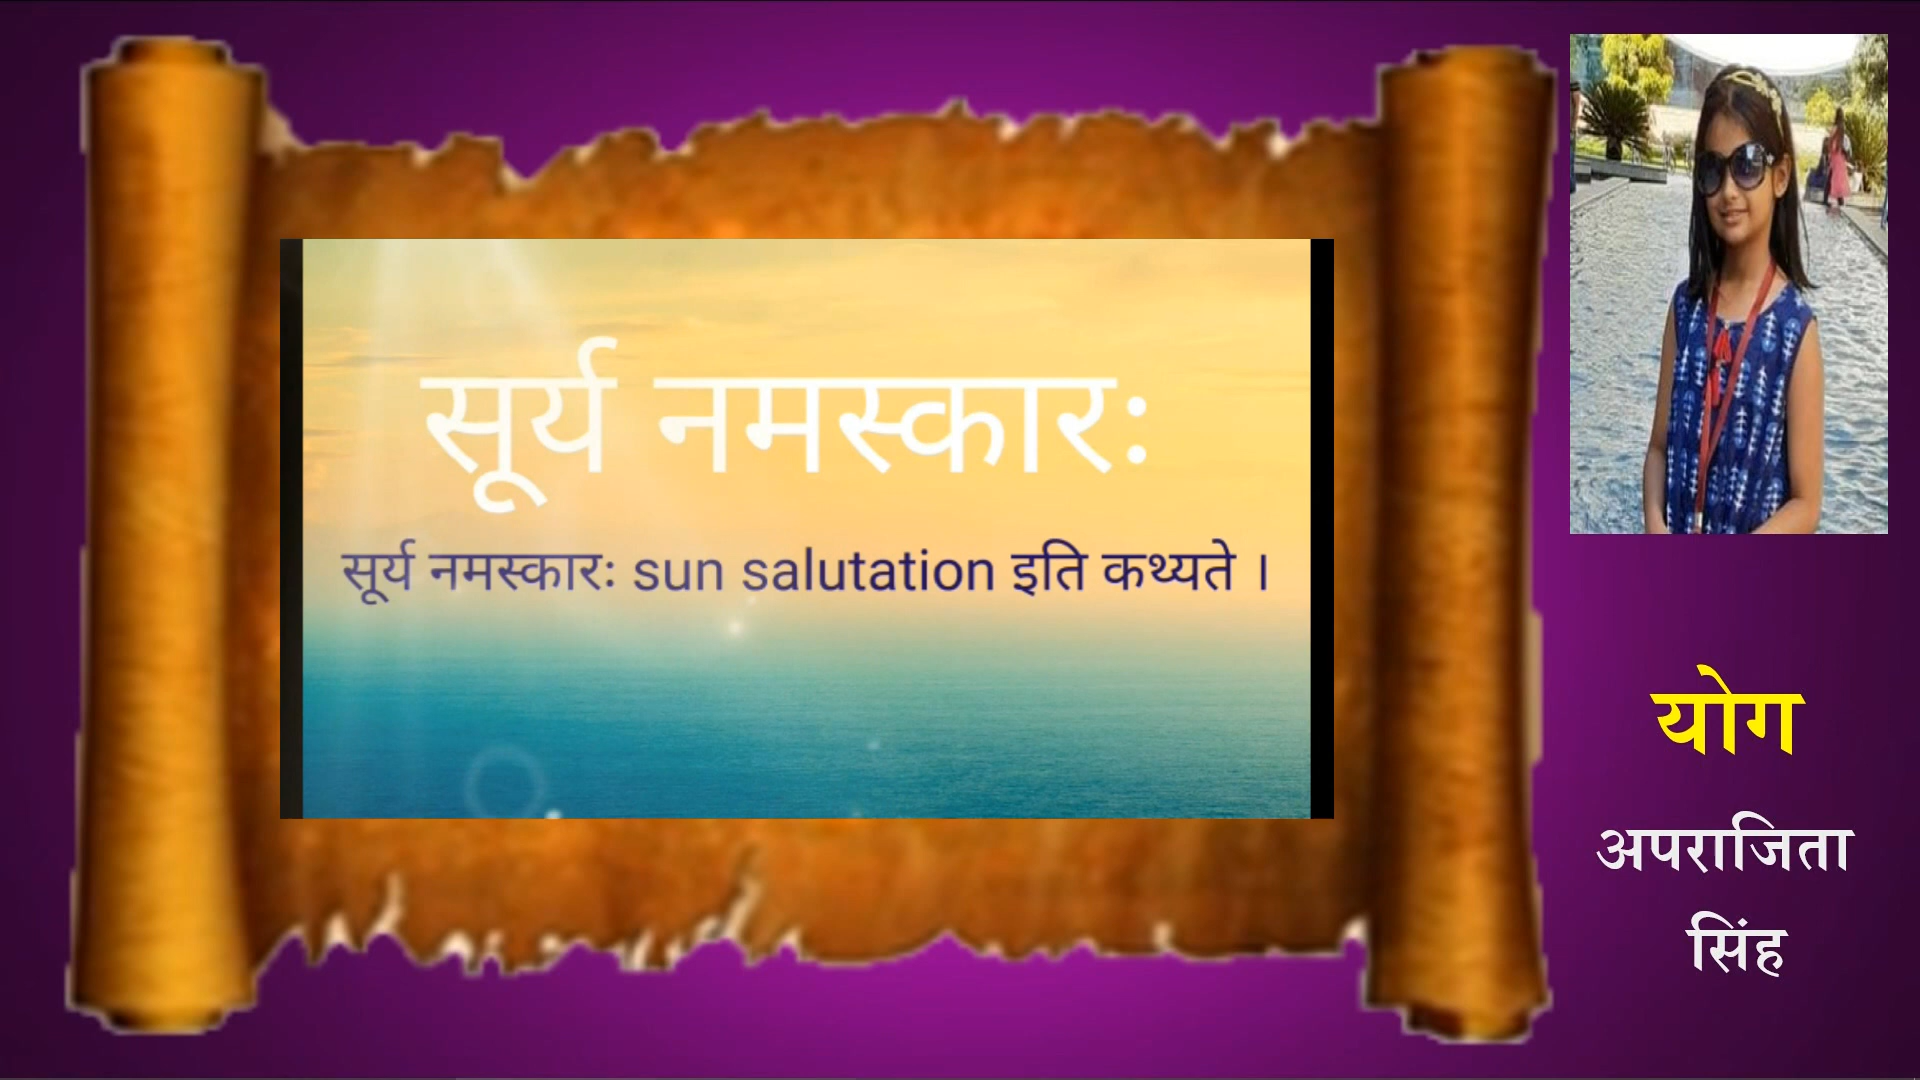 सूर्य नमस्कारः
सूर्य नमस्कारः sun salutation इति कथ्यते ।
योग
अपराजिता
सिंह